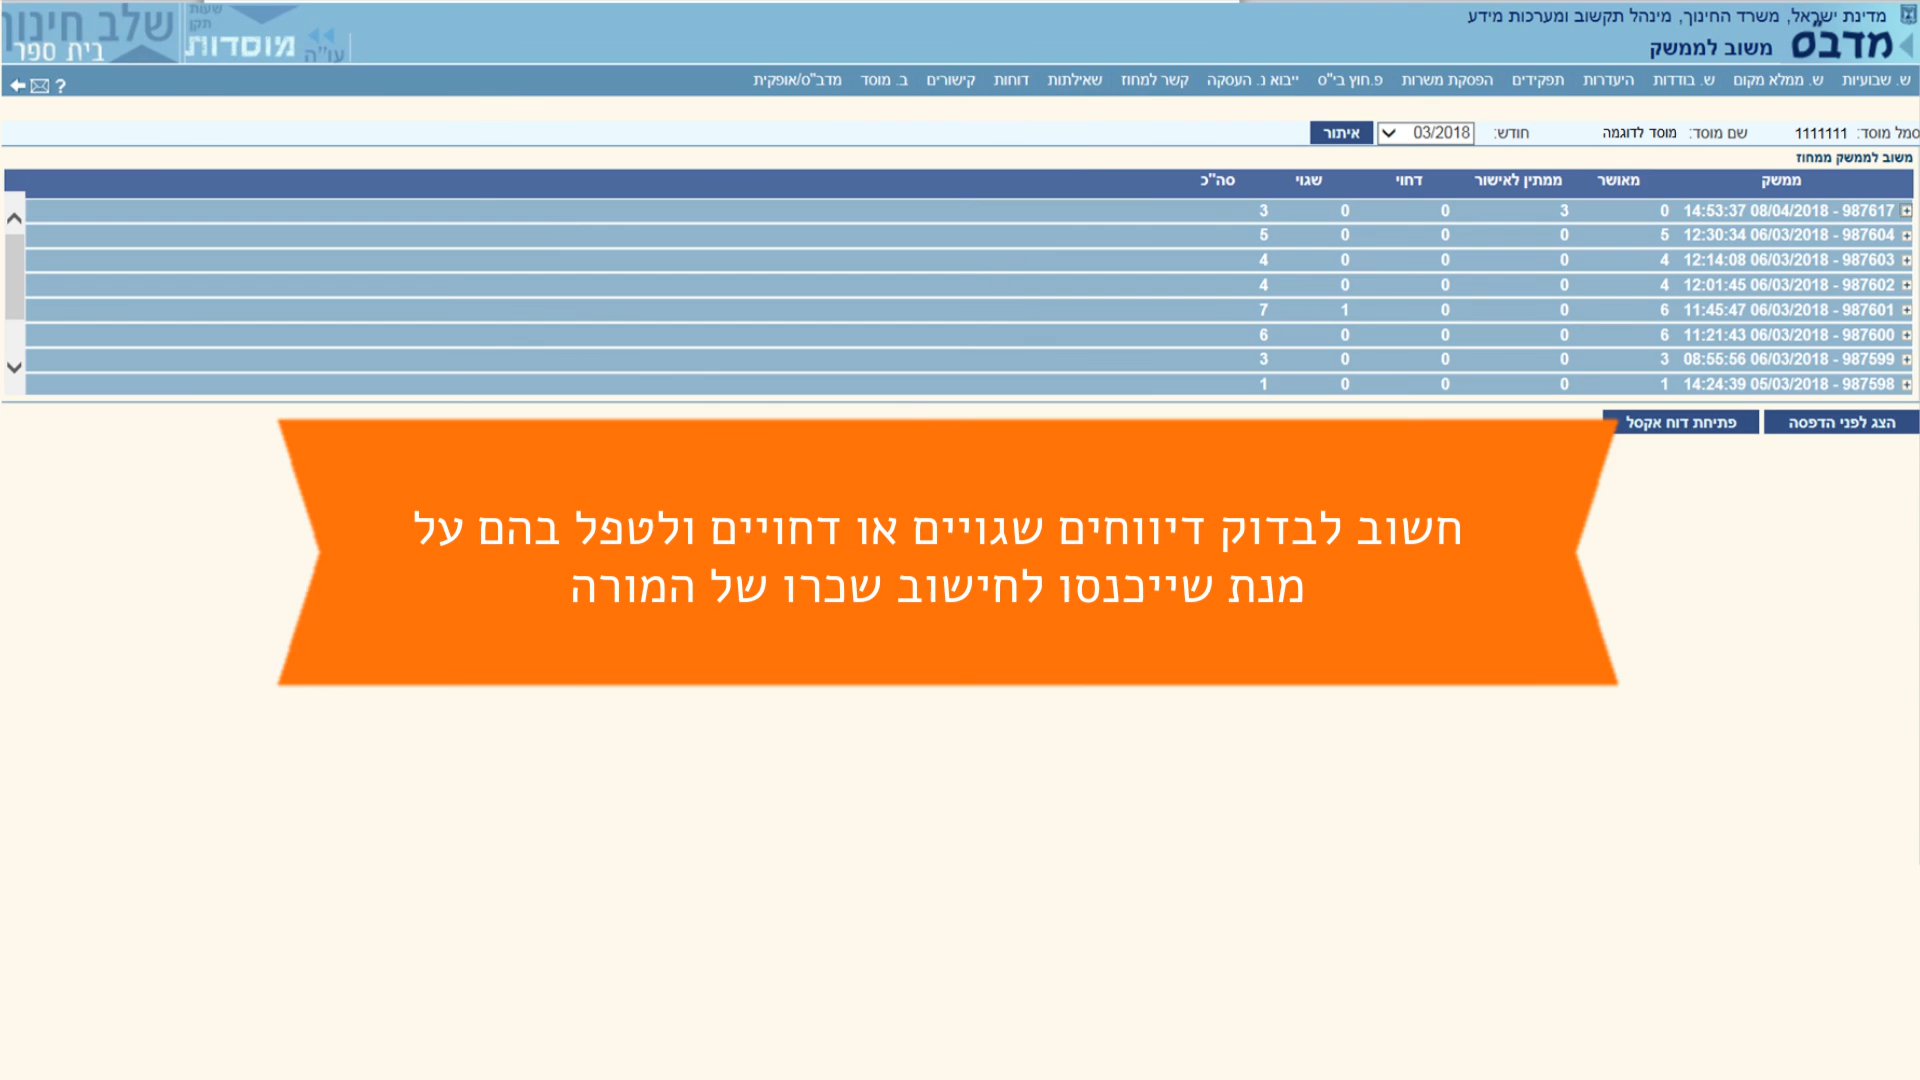 מדינת ישראל, משרד החינוך, מינהל תקשוב ומערכות מידע
מדבס משוב לממשק
שעות תקן
מוסדות
עו"ה
בית ספר
ש. שבועיות ש. ממלא מקום ש. בודדות היעדרות תפקידים הפסקת משרות פ.חוץ בי"ס ייבוא נ. העסקה קשר למחוז שאילתות דוחות קישורים ב. מוסד מדב"ס/אופקית
?
סמל מוסד: 1111111 שם מוסד: מוסד לדוגמה חודש: 03/2018 איתור
משוב לממשק ממחוז
ממשק מאושר ממתין לאישור דחוי שגוי סה"כ
987617 - 08/04/2018 14:53:37 0 3 0 0 3
987604 - 06/03/2018 12:30:34 5 0 0 0 5
987603 - 06/03/2018 12:14:08 4 0 0 0 4
987602 - 06/03/2018 12:01:45 4 0 0 0 4
987601 - 06/03/2018 11:45:47 6 0 0 1 7
987600 - 06/03/2018 11:21:43 6 0 0 0 6
987599 - 06/03/2018 08:55:56 3 0 0 0 3
987598 - 05/03/2018 14:24:39 1 0 0 0 1
הצג לפני הדפסה פתיחת דוח אקסל
חשוב לבדוק דיווחים שגויים או דחויים ולטפל בהם על
מנת שייכנסו לחישוב שכרו של המורה